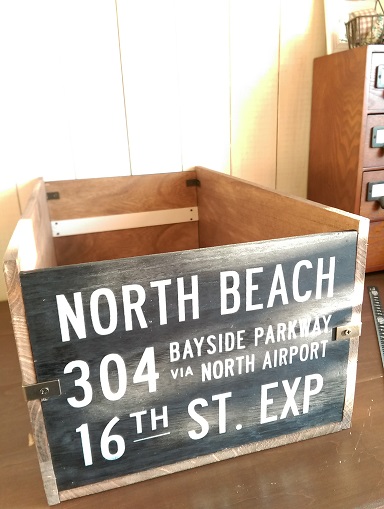 NORTH BEACH
304 BAYSIDE PARKWAY
VIA NORTH AIRPORT
16TH ST. EXP